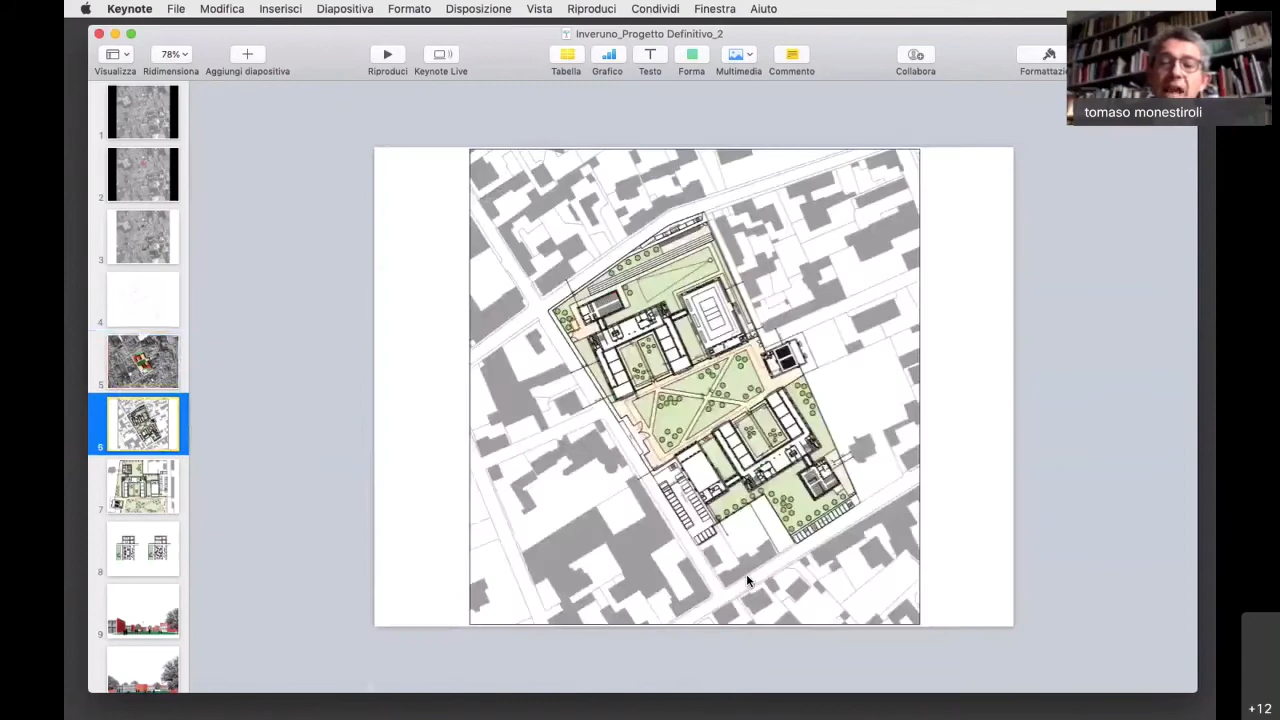 Keynote File Modifica Inserisci Diapositiva Formato Disposizione Vista Riproduci Condividi Finestra Aiuto
Inveruno_Progetto Definitivo_2
78%
Visualizza Ridimensiona Aggiungi diapositiva Riproduci Keynote Live Tabella Grafico Testo Forma Multimedia Commento Collabora Formattazi
tomaso monestiroli
1
2
3
4
5
6
7
8
9
+12